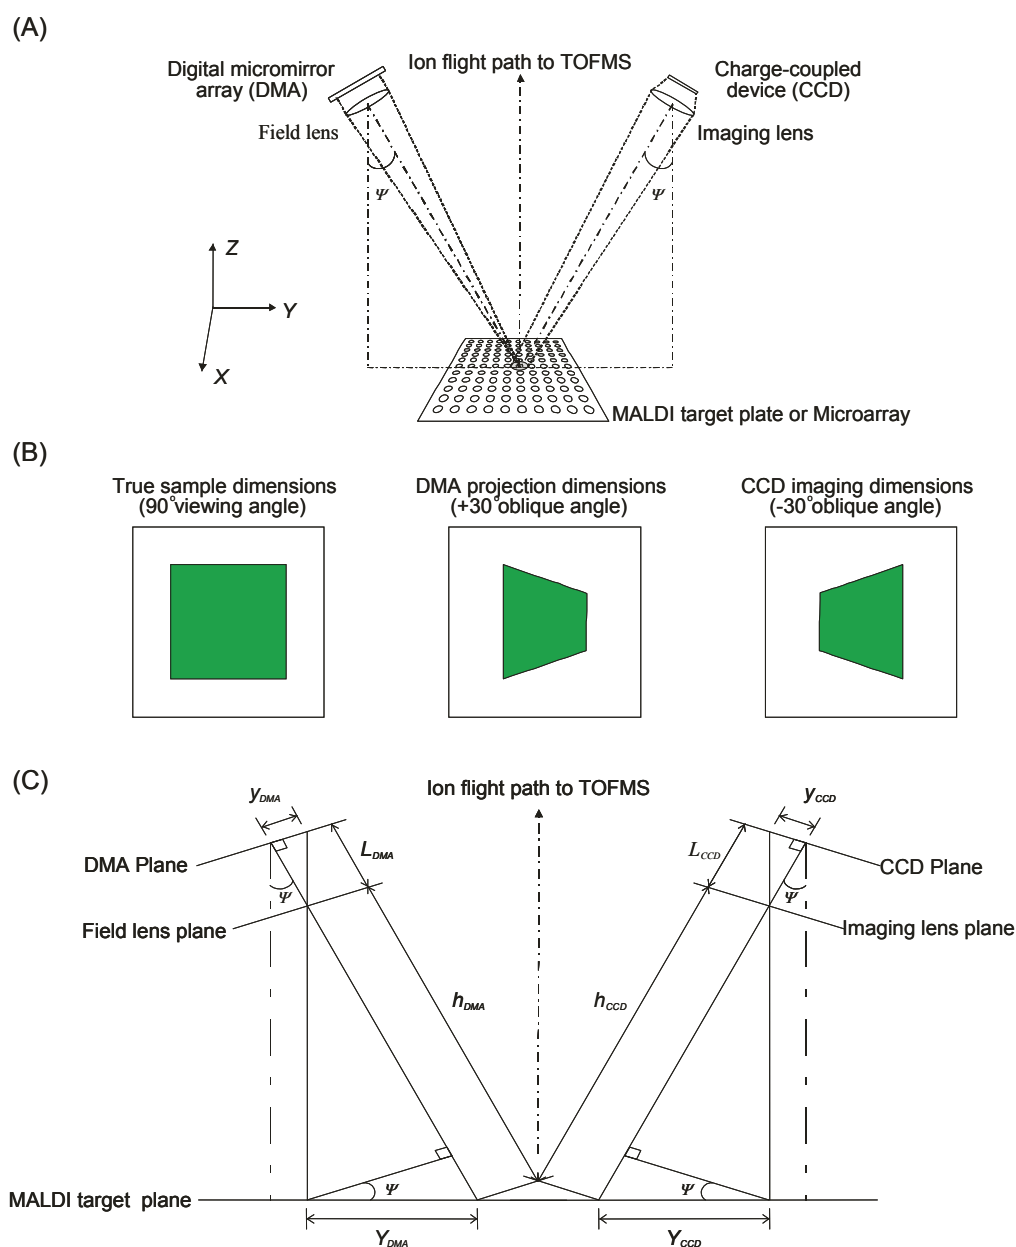 (A)
Digital micromirror
array (DMA)
Ion flight path to TOFMS
Charge-coupled
device (CCD)
Field lens
Imaging lens
Ψ
Ψ
Z
Y
X
MALDI target plate or Microarray
(B)
True sample dimensions
(90°viewing angle)
DMA projection dimensions
(+30°oblique angle)
CCD imaging dimensions
(-30°oblique angle)
(C)
Ion flight path to TOFMS
yDMA
yCCD
DMA Plane
LDMA
LCCD
CCD Plane
Ψ
Ψ
Field lens plane
Imaging lens plane
hDMA
hCCD
Ψ
Ψ
MALDI target plane
YDMA
YCCD